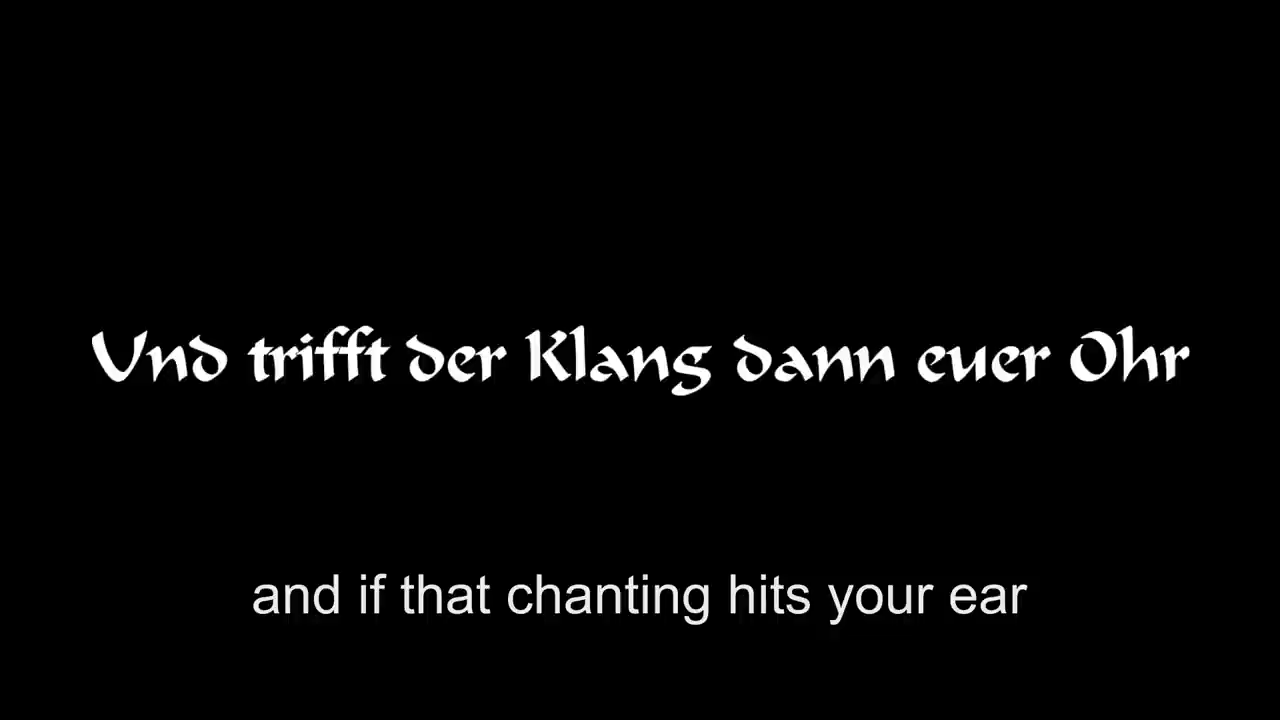 Und trifft der Klang dann euer Ohr
and if that chanting hits your ear